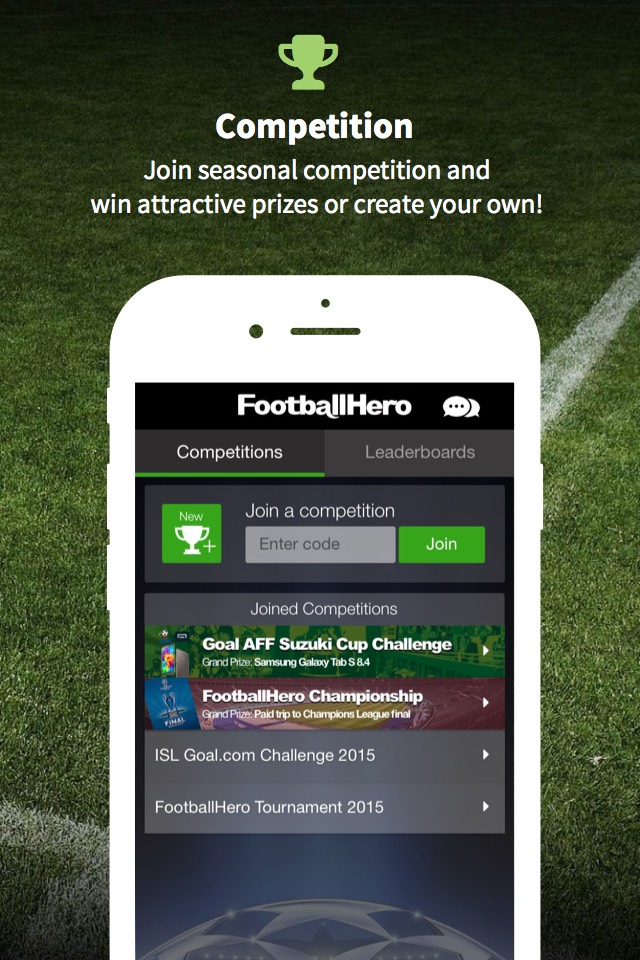 Competition
Join seasonal competition and
win attractive prizes or create your own!
FootballHero
Competitions
Leaderboards
New
Join a competition
Enter code
Join
Joined Competitions
Goal AFF Suzuki Cup Challenge
Grand Prize: Samsung Galaxy Tab S 8.4
FootballHero Championship
Grand Prize: Paid trip to Champions League final
FINAL
ISL Goal.com Challenge 2015
FootballHero Tournament 2015